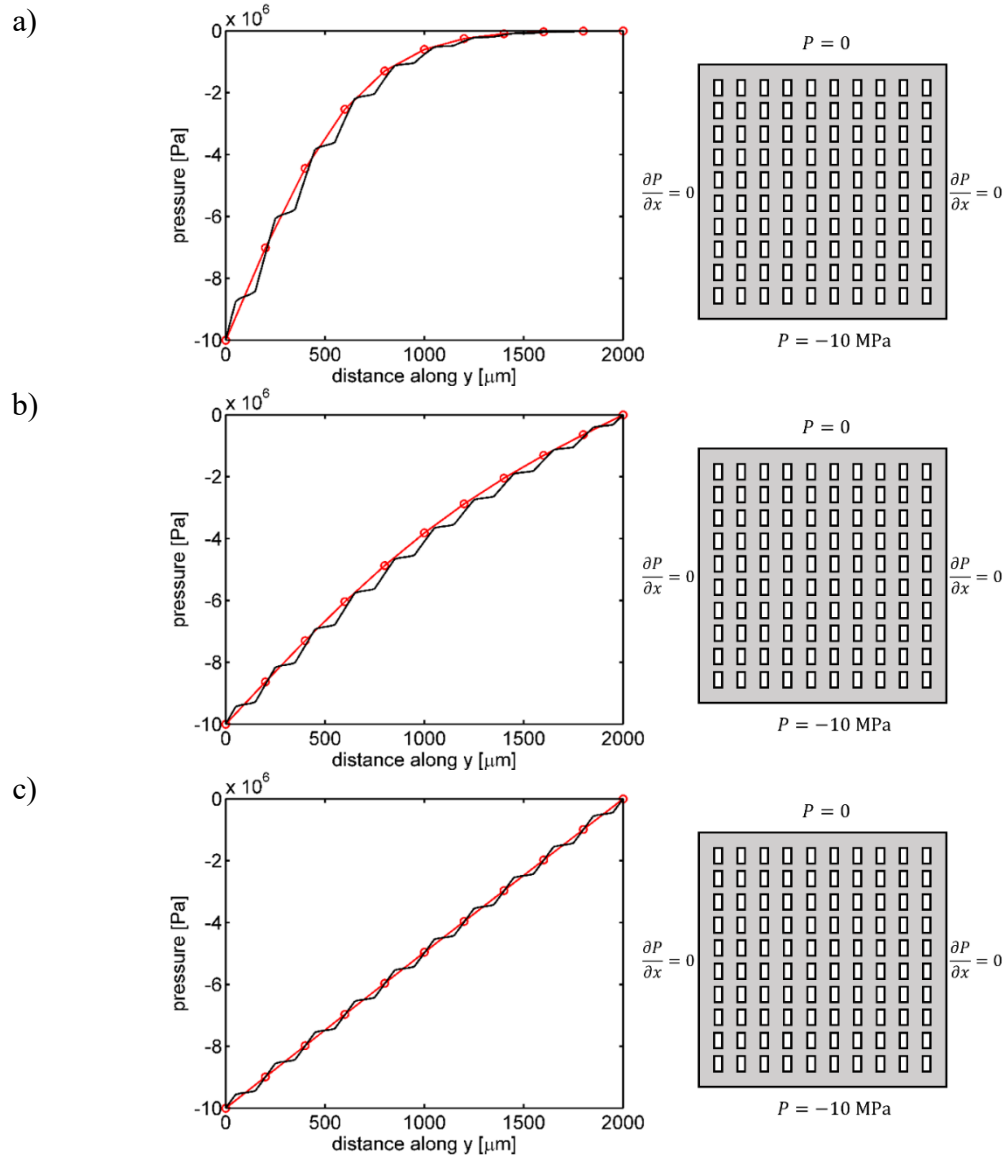 a)
x 10^6
0
-2
-4
-6
-8
-10
pressure [Pa]
0 500 1000 1500 2000
distance along y [μm]
P = 0
∂P/∂x = 0
∂P/∂x = 0
P = −10 MPa
b)
x 10^6
0
-2
-4
-6
-8
-10
pressure [Pa]
0 500 1000 1500 2000
distance along y [μm]
P = 0
∂P/∂x = 0
∂P/∂x = 0
P = −10 MPa
c)
x 10^6
0
-2
-4
-6
-8
-10
pressure [Pa]
0 500 1000 1500 2000
distance along y [μm]
P = 0
∂P/∂x = 0
∂P/∂x = 0
P = −10 MPa